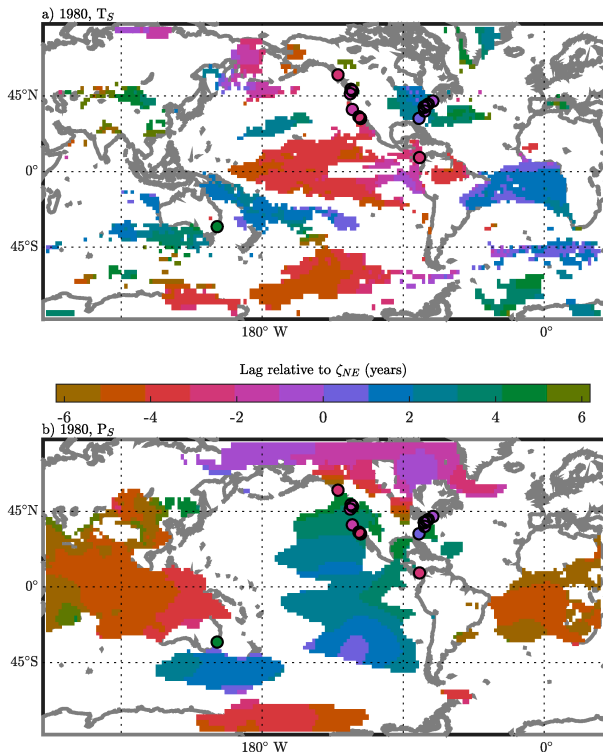 a) 1980, T_S
45°N
0°
45°S
180° W
0°
Lag relative to ζ_NE (years)
-6 -4 -2 0 2 4 6
b) 1980, P_S
45°N
0°
45°S
180° W
0°